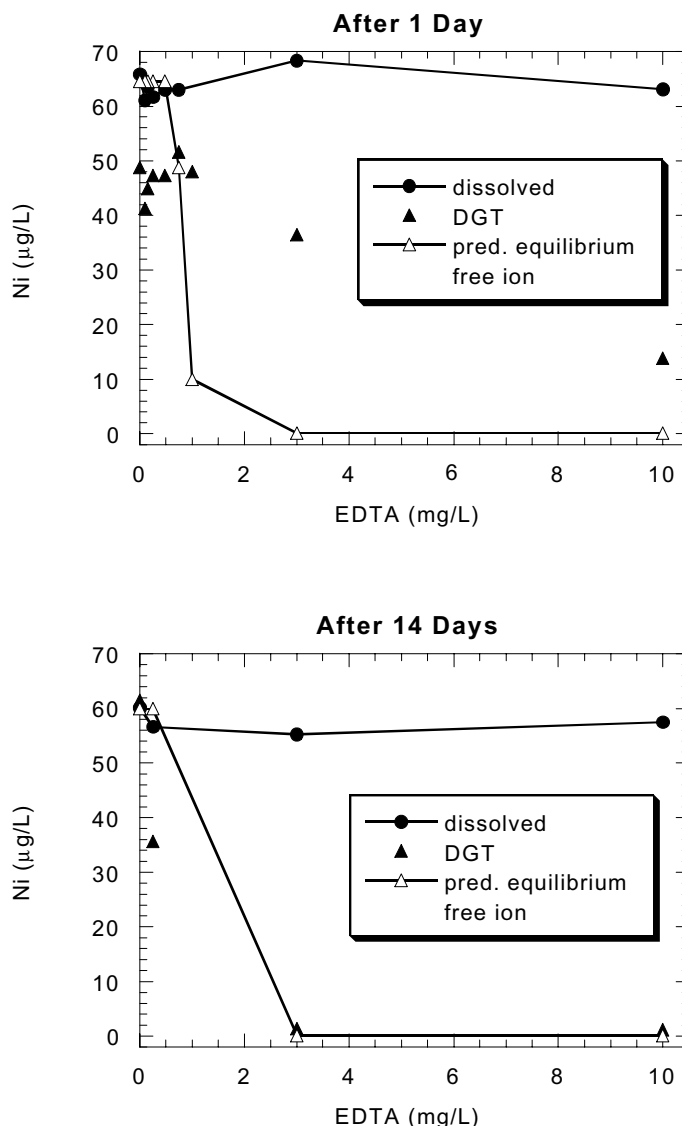 After 1 Day
70
60
50
40
30
20
10
0
Ni (µg/L)
dissolved
DGT
pred. equilibrium
free ion
0 2 4 6 8 10
EDTA (mg/L)
After 14 Days
70
60
50
40
30
20
10
0
Ni (µg/L)
dissolved
DGT
pred. equilibrium
free ion
0 2 4 6 8 10
EDTA (mg/L)